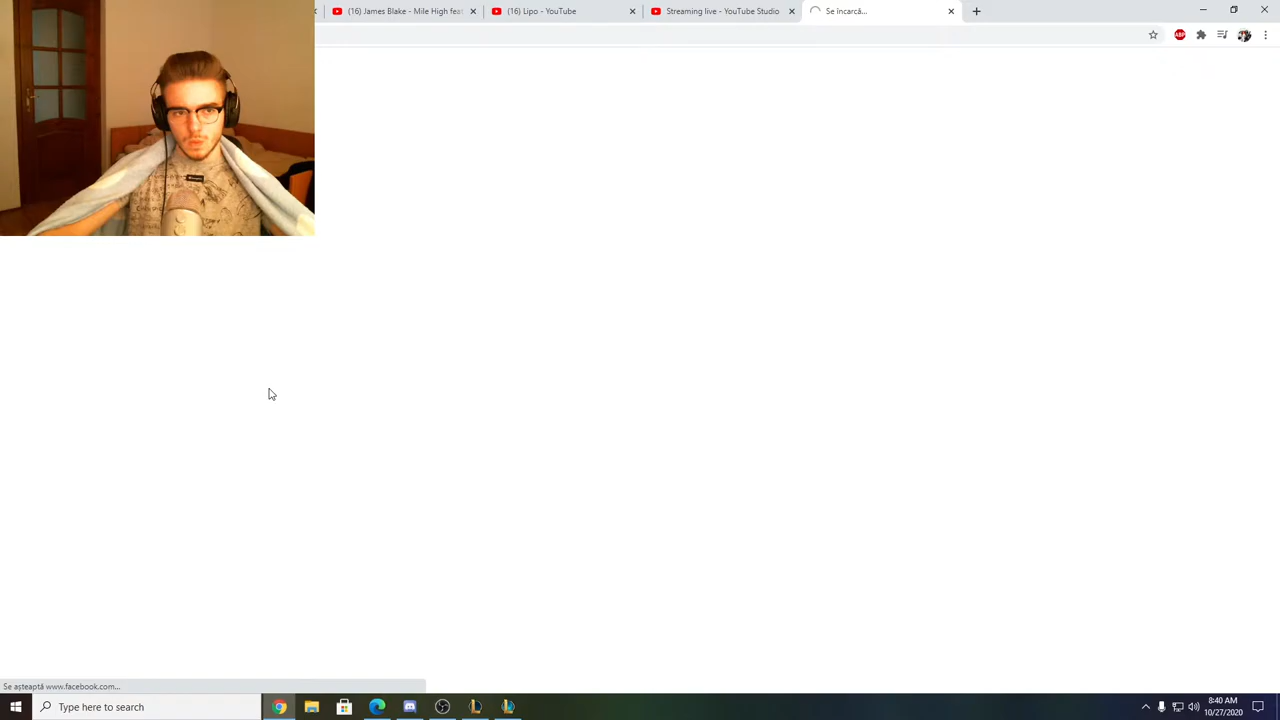 (16) James Blake - Mile High feat
(16) Lipo - YouTube
Streaming live - YouTube Studio
Se încarcă...
ABP
Se așteaptă www.facebook.com...
Type here to search
8:40 AM
10/27/2020